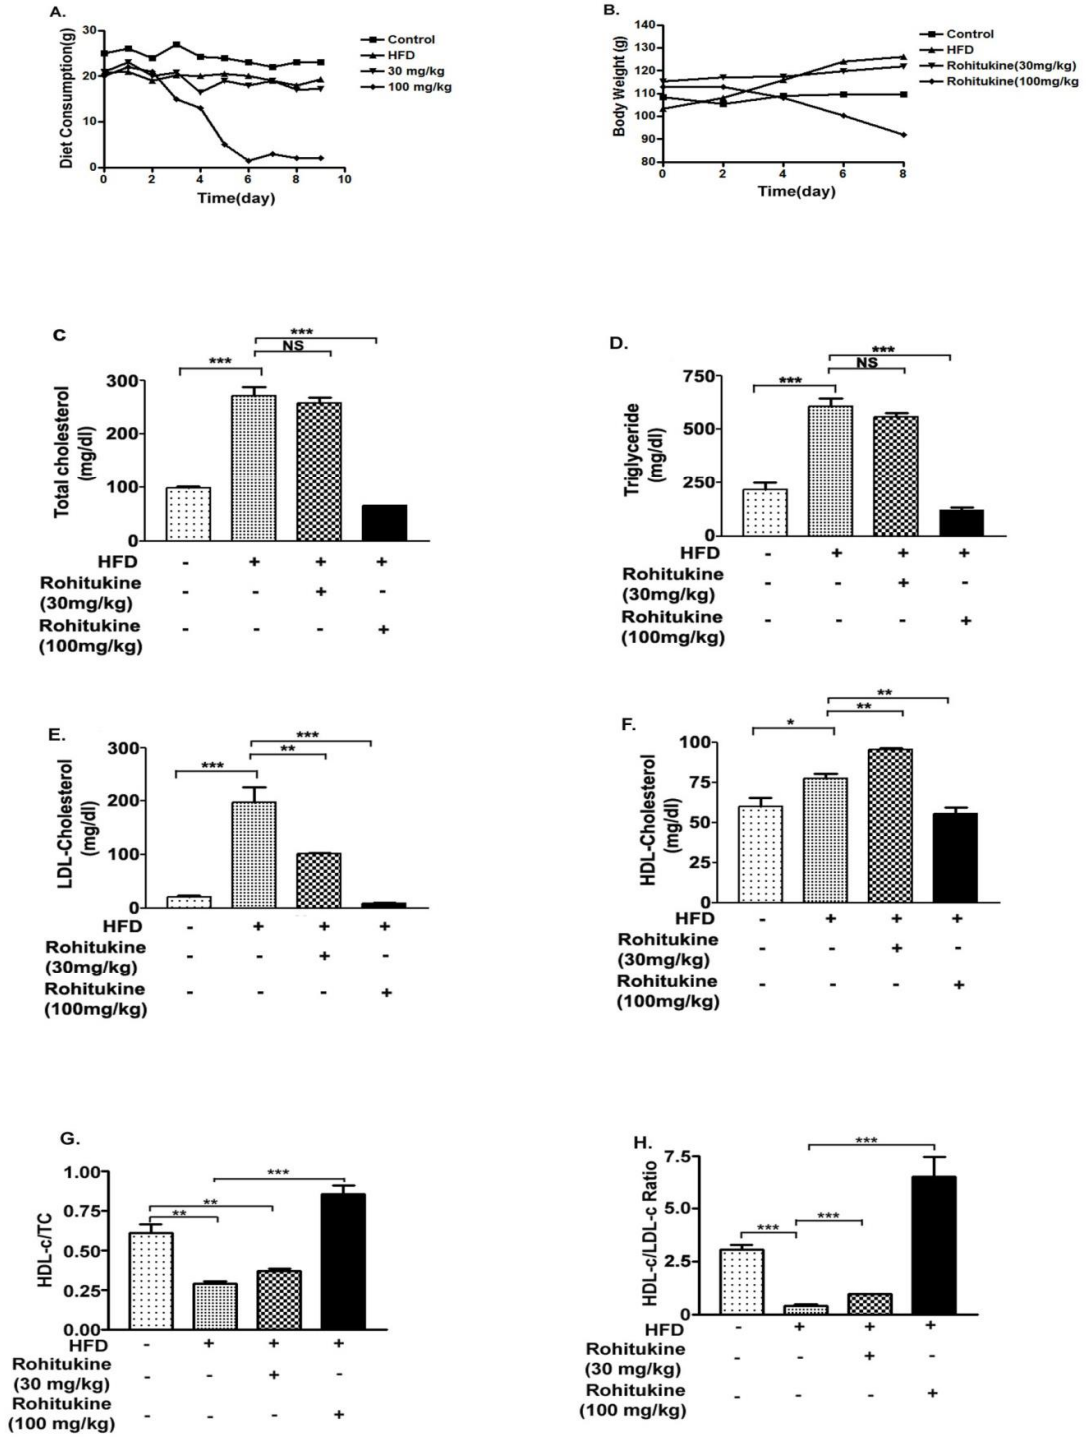 A.
30
20
10
0
Diet Consumption(g)
0 2 4 6 8 10
Time(day)
Control
HFD
30 mg/kg
100 mg/kg
B.
140
130
120
110
100
90
80
Body Weight (g)
0 2 4 6 8
Time(day)
Control
HFD
Rohitukine(30mg/kg)
Rohitukine(100mg/kg
C
***
NS
***
300
200
100
0
Total cholesterol
(mg/dl)
HFD - + + +
Rohitukine
(30mg/kg) - - + -
Rohitukine
(100mg/kg) - - - +
D.
***
NS
***
750
500
250
0
Triglyceride
(mg/dl)
HFD - + + +
Rohitukine
(30mg/kg) - - + -
Rohitukine
(100mg/kg) - - - +
E.
***
**
***
300
200
100
0
LDL-Cholesterol
(mg/dl)
HFD - + + +
Rohitukine
(30mg/kg) - - + -
Rohitukine
(100mg/kg) - - - +
F.
**
**
*
100
75
50
25
0
HDL-Cholesterol
(mg/dl)
HFD - + + +
Rohitukine
(30mg/kg) - - + -
Rohitukine
(100mg/kg) - - - +
G.
***
**
**
1.00
0.75
0.50
0.25
0.00
HDL-c/TC
HFD - + + +
Rohitukine
(30 mg/kg) - - + -
Rohitukine
(100 mg/kg) - - - +
H.
***
***
***
7.5
5.0
2.5
0
HDL-c/LDL-c Ratio
HFD - + + +
Rohitukine
(30 mg/kg) - - + -
Rohitukine
(100 mg/kg) - - - +